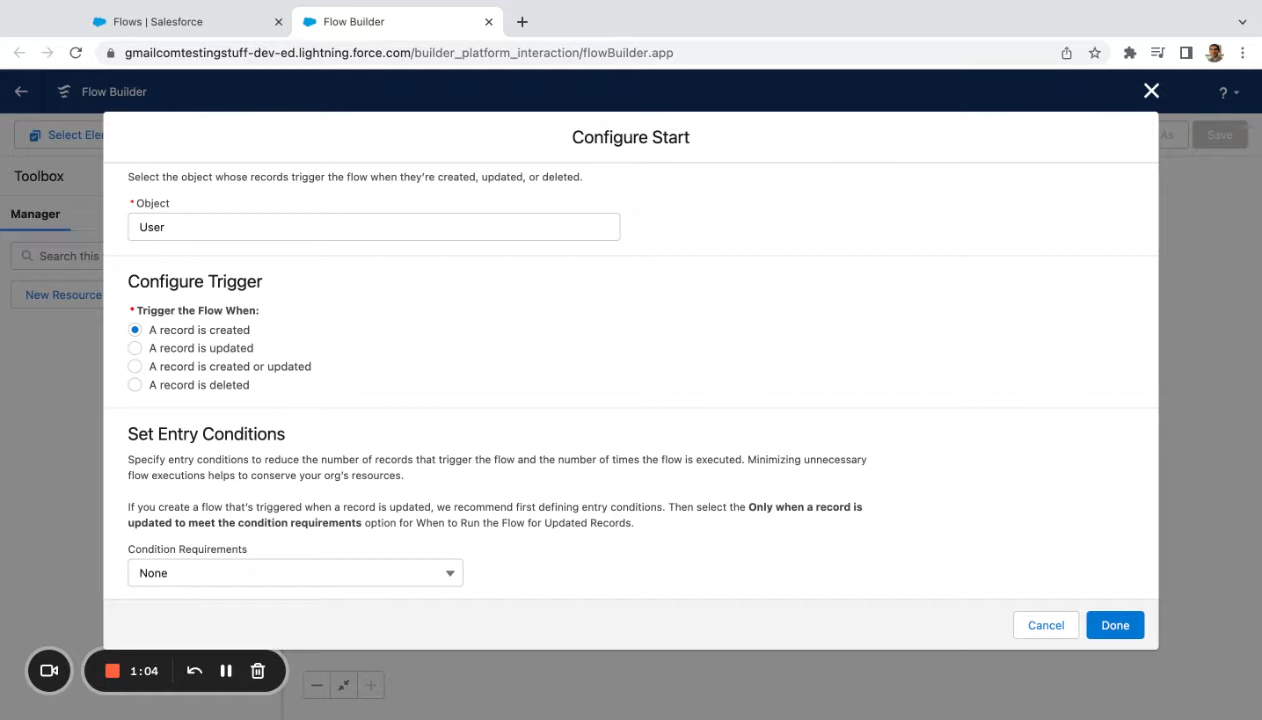 Flows | Salesforce
Flow Builder
gmailcomtestingstuff-dev-ed.lightning.force.com/builder_platform_interaction/flowBuilder.app
Flow Builder
?
Select Ele
As
Save
Configure Start
Toolbox
Select the object whose records trigger the flow when they're created, updated, or deleted.
* Object
Manager
User
Search this
Configure Trigger
New Resource
* Trigger the Flow When:
A record is created
A record is updated
A record is created or updated
A record is deleted
Set Entry Conditions
Specify entry conditions to reduce the number of records that trigger the flow and the number of times the flow is executed. Minimizing unnecessary
flow executions helps to conserve your org's resources.
If you create a flow that's triggered when a record is updated, we recommend first defining entry conditions. Then select the Only when a record is
updated to meet the condition requirements option for When to Run the Flow for Updated Records.
Condition Requirements
None
Cancel
Done
1:04